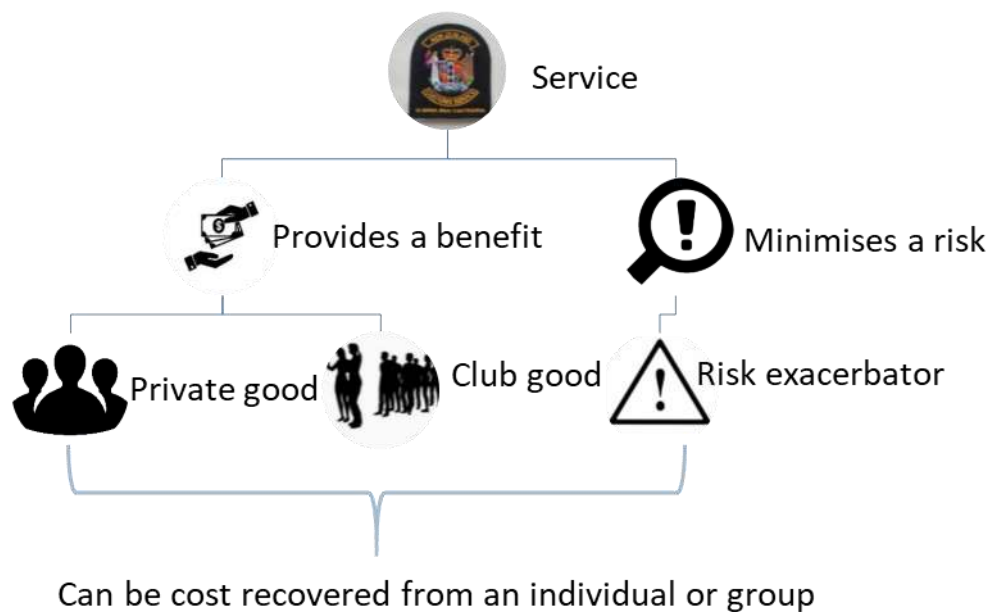 Service
Provides a benefit
Minimises a risk
Private good
Club good
Risk exacerbator
Can be cost recovered from an individual or group